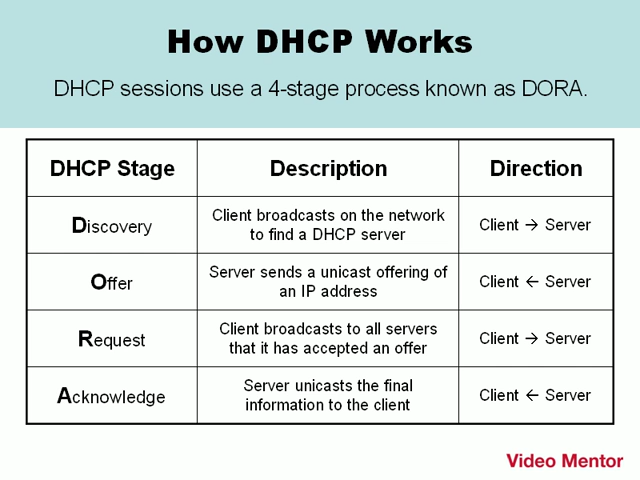 How DHCP Works
DHCP sessions use a 4-stage process known as DORA.
DHCP Stage
Description
Direction
Discovery
Client broadcasts on the network
to find a DHCP server
Client → Server
Offer
Server sends a unicast offering of
an IP address
Client ← Server
Request
Client broadcasts to all servers
that it has accepted an offer
Client → Server
Acknowledge
Server unicasts the final
information to the client
Client ← Server
Video Mentor